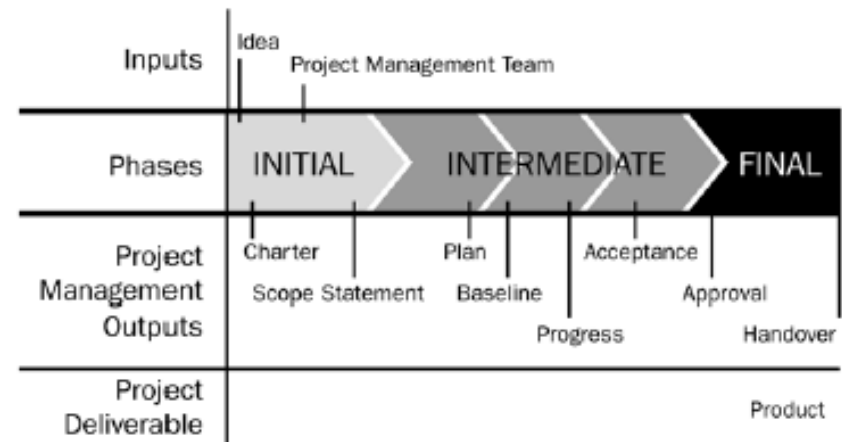 Inputs
Idea
Project Management Team
Phases
INITIAL
INTERMEDIATE
FINAL
Project
Management
Outputs
Charter
Plan
Acceptance
Scope Statement
Baseline
Approval
Progress
Handover
Project
Deliverable
Product